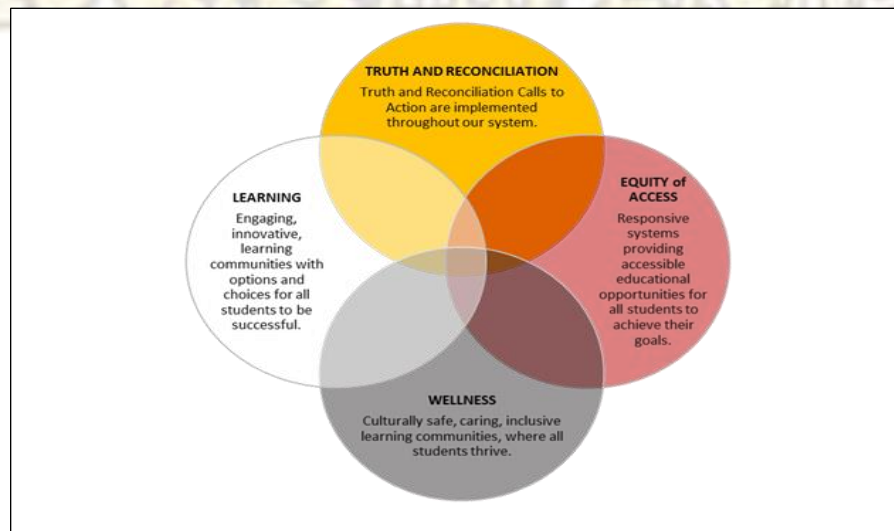 TRUTH AND RECONCILIATION
Truth and Reconciliation Calls to
Action are implemented
throughout our system.
LEARNING
Engaging,
innovative,
learning
communities with
options and
choices for all
students to be
successful.
EQUITY of
ACCESS
Responsive
systems
providing
accessible
educational
opportunities for
all students to
achieve their
goals.
WELLNESS
Culturally safe, caring, inclusive
learning communities, where all
students thrive.